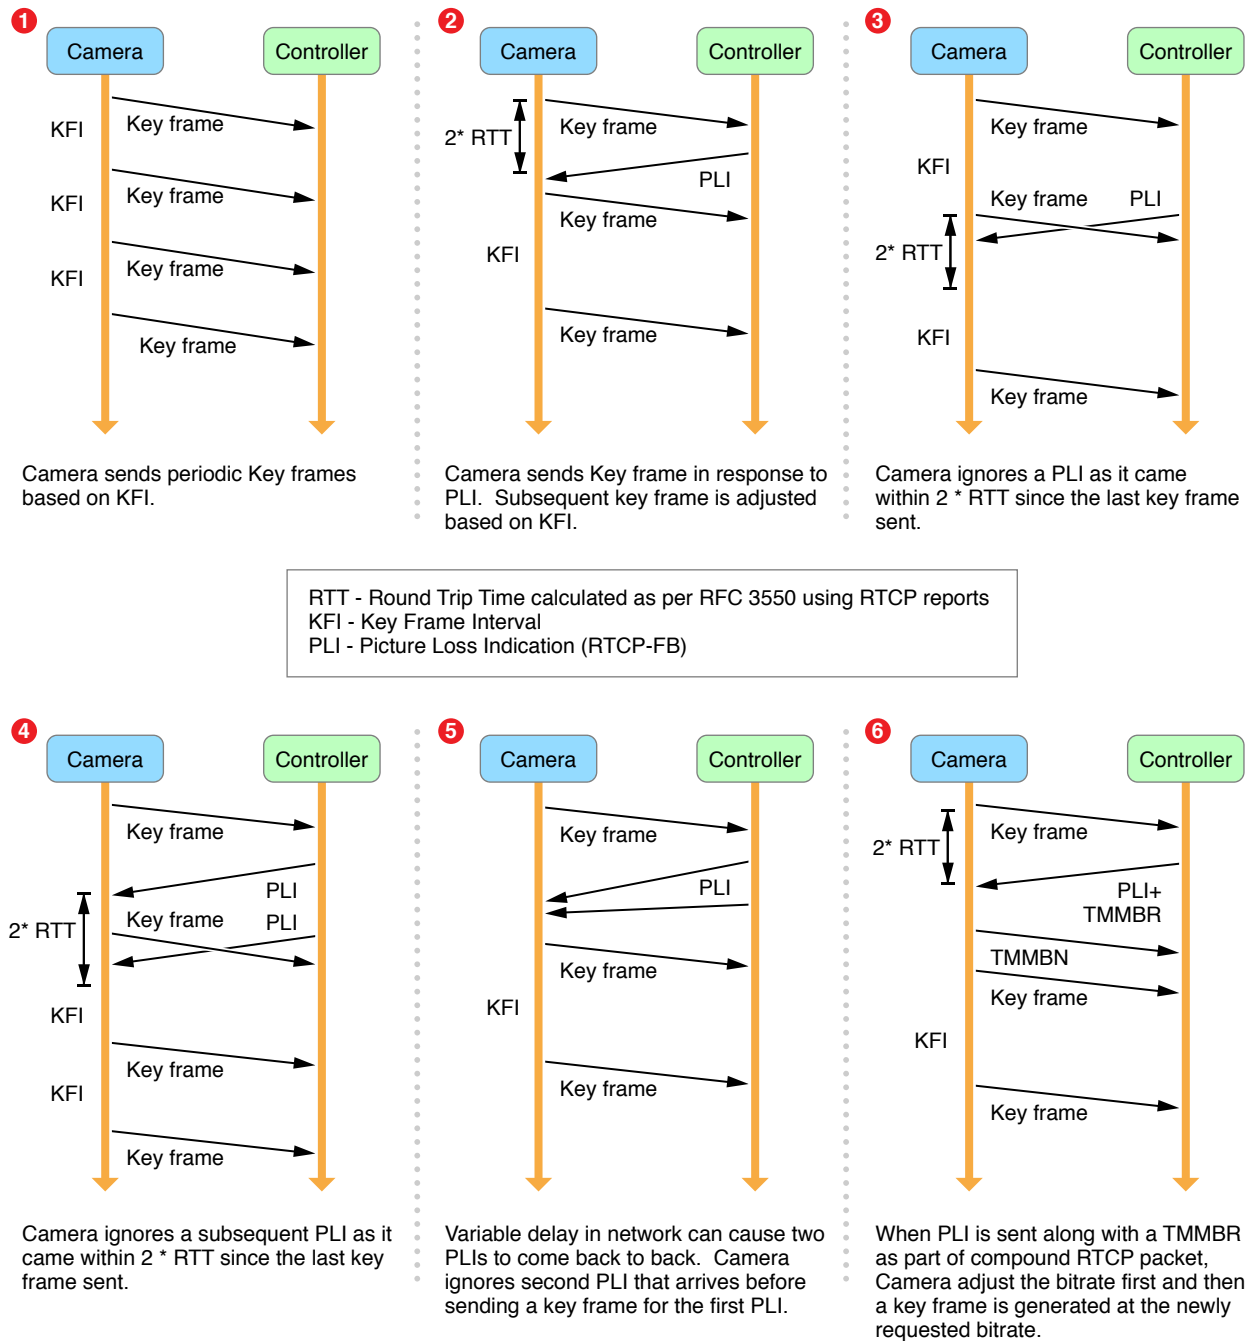 1
Camera
Controller
KFI
Key frame
KFI
Key frame
KFI
Key frame
Key frame
Camera sends periodic Key frames
based on KFI.
2
Camera
Controller
2* RTT
Key frame
PLI
Key frame
KFI
Key frame
Camera sends Key frame in response to
PLI.  Subsequent key frame is adjusted
based on KFI.
3
Camera
Controller
Key frame
KFI
Key frame
PLI
2* RTT
KFI
Key frame
Camera ignores a PLI as it came
within 2 * RTT since the last key frame
sent.
RTT - Round Trip Time calculated as per RFC 3550 using RTCP reports
KFI - Key Frame Interval
PLI - Picture Loss Indication (RTCP-FB)
4
Camera
Controller
Key frame
PLI
Key frame
PLI
2* RTT
KFI
Key frame
KFI
Key frame
Camera ignores a subsequent PLI as it
came within 2 * RTT since the last key
frame sent.
5
Camera
Controller
Key frame
PLI
Key frame
KFI
Key frame
Variable delay in network can cause two
PLIs to come back to back.  Camera
ignores second PLI that arrives before
sending a key frame for the first PLI.
6
Camera
Controller
Key frame
2* RTT
PLI+
TMMBR
TMMBN
Key frame
KFI
Key frame
When PLI is sent along with a TMMBR
as part of compound RTCP packet,
Camera adjust the bitrate first and then
a key frame is generated at the newly
requested bitrate.